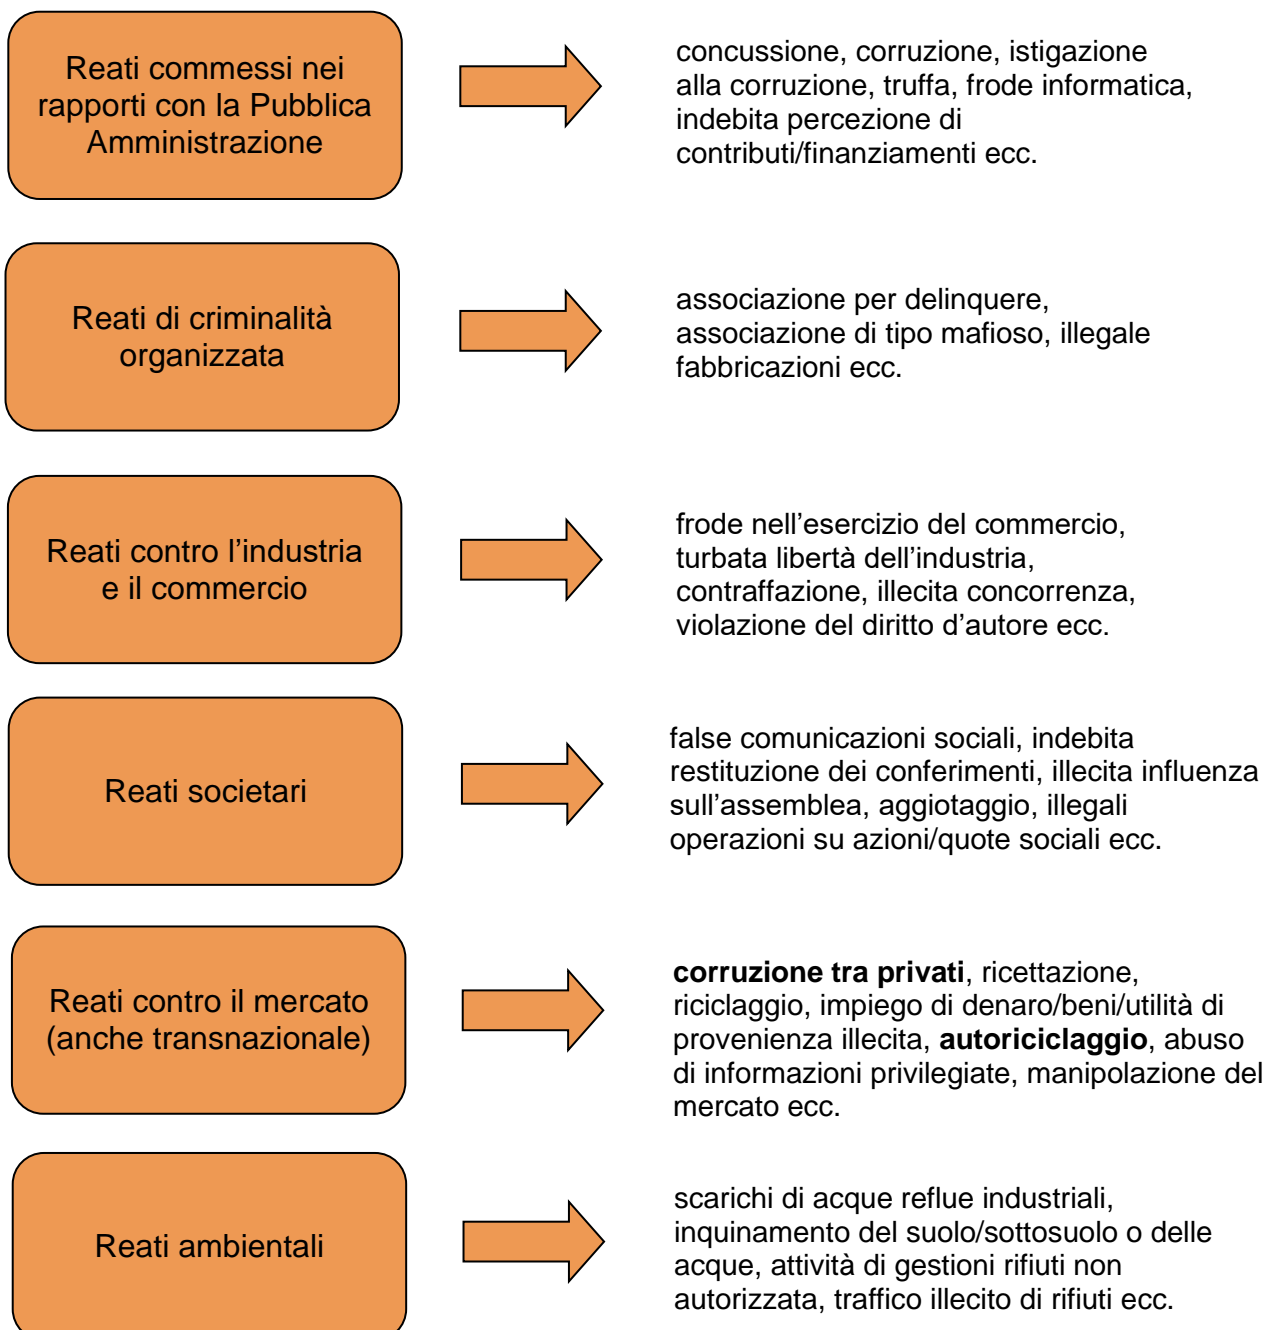 Reati commessi nei
rapporti con la Pubblica
Amministrazione
concussione, corruzione, istigazione
alla corruzione, truffa, frode informatica,
indebita percezione di
contributi/finanziamenti ecc.
Reati di criminalità
organizzata
associazione per delinquere,
associazione di tipo mafioso, illegale
fabbricazioni ecc.
Reati contro l’industria
e il commercio
frode nell’esercizio del commercio,
turbata libertà dell’industria,
contraffazione, illecita concorrenza,
violazione del diritto d’autore ecc.
Reati societari
false comunicazioni sociali, indebita
restituzione dei conferimenti, illecita influenza
sull’assemblea, aggiotaggio, illegali
operazioni su azioni/quote sociali ecc.
Reati contro il mercato
(anche transnazionale)
corruzione tra privati, ricettazione,
riciclaggio, impiego di denaro/beni/utilità di
provenienza illecita, autoriciclaggio, abuso
di informazioni privilegiate, manipolazione del
mercato ecc.
Reati ambientali
scarichi di acque reflue industriali,
inquinamento del suolo/sottosuolo o delle
acque, attività di gestioni rifiuti non
autorizzata, traffico illecito di rifiuti ecc.